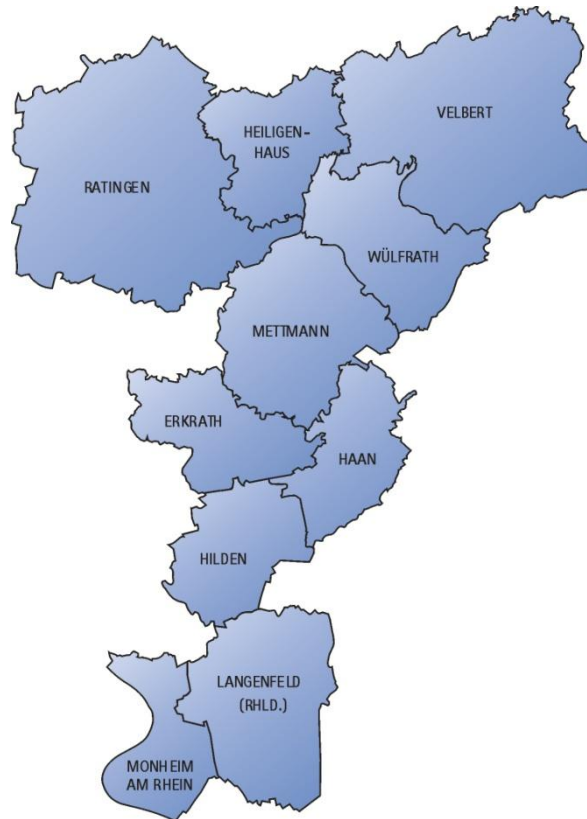 VELBERT
HEILIGEN-
HAUS
RATINGEN
WÜLFRATH
METTMANN
ERKRATH
HAAN
HILDEN
LANGENFELD
(RHLD.)
MONHEIM
AM RHEIN